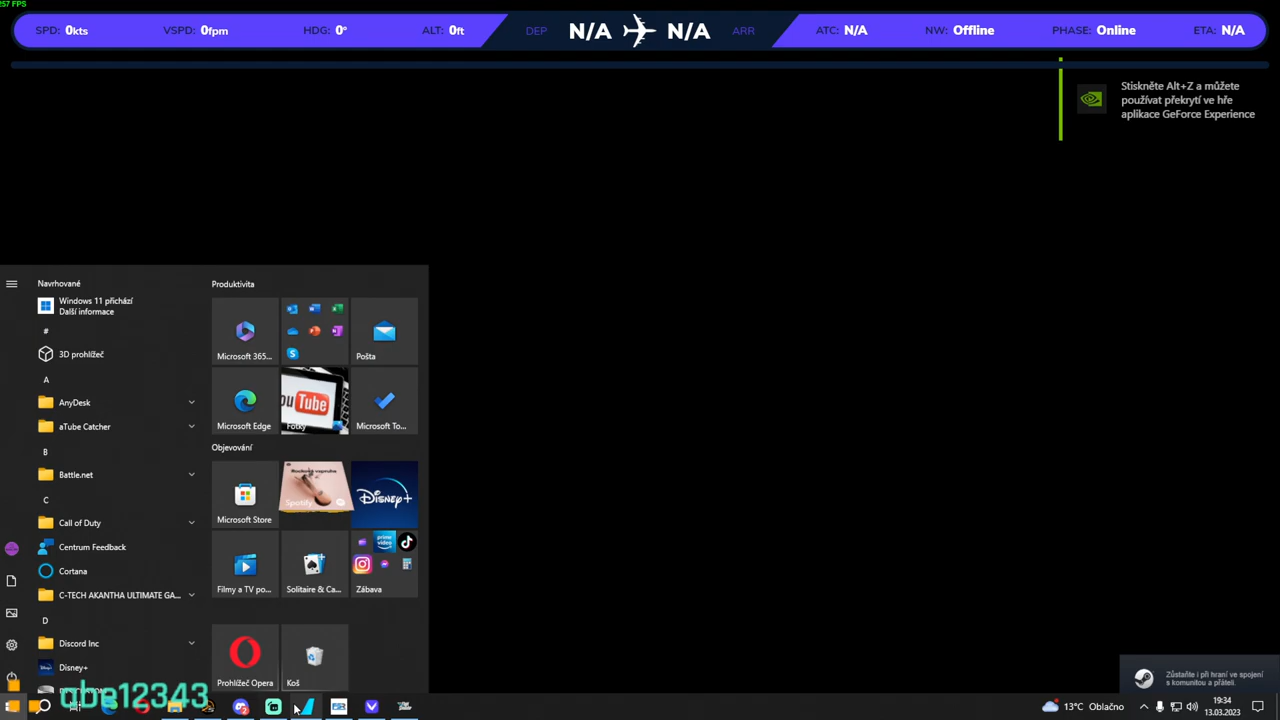 257 FPS
SPD: 0kts VSPD: 0fpm HDG: 0° ALT: 0ft DEP N/A N/A ARR ATC: N/A NW: Offline PHASE: Online ETA: N/A
Stiskněte Alt+Z a můžete
používat překrytí ve hře
aplikace GeForce Experience
Navrhované
Windows 11 přichází
Další informace
#
3D prohlížeč
A
AnyDesk
aTube Catcher
B
Battle.net
C
Call of Duty
Centrum Feedback
Cortana
C-TECH AKANTHA ULTIMATE GA...
D
Discord Inc
Disney+
Produktivita
Microsoft 365...
Pošta
Microsoft Edge
YouTube
Fotky
Microsoft To...
Objevování
Microsoft Store
Spotify
Disney+
Filmy a TV po...
Solitaire & Ca...
prime video
Zábava
Prohlížeč Opera
Koš
Zůstaňte i při hraní ve spojení
s komunitou a přáteli.
qbe12343
13°C Oblačno
19:34
13.03.2023